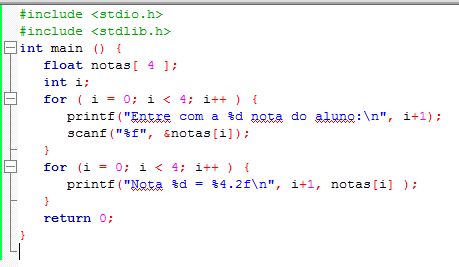 #include <stdio.h>
#include <stdlib.h>
int main () {
float notas[ 4 ];
int i;
for ( i = 0; i < 4; i++ ) {
printf("Entre com a %d nota do aluno:\n", i+1);
scanf("%f", &notas[i]);
}
for (i = 0; i < 4; i++ ) {
printf("Nota %d = %4.2f\n", i+1, notas[i] );
}
return 0;
}